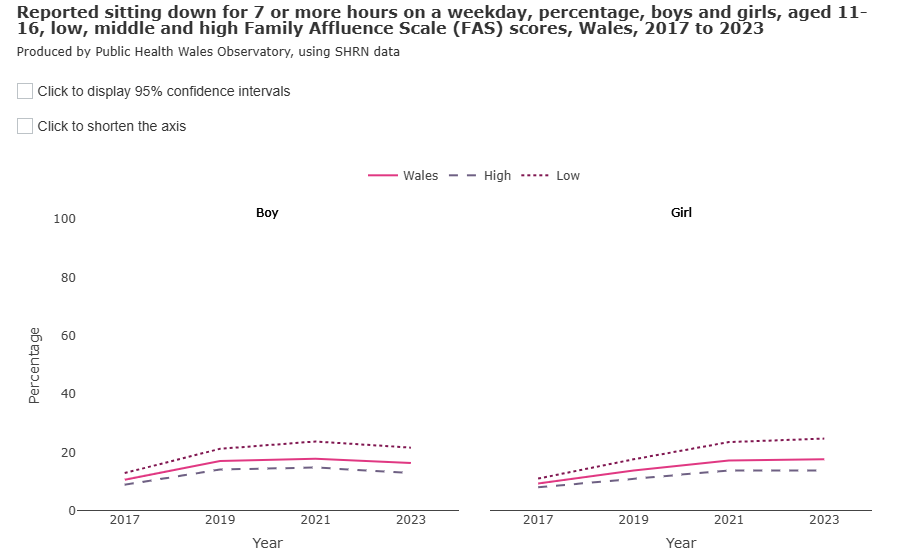 Reported sitting down for 7 or more hours on a weekday, percentage, boys and girls, aged 11-
16, low, middle and high Family Affluence Scale (FAS) scores, Wales, 2017 to 2023
Produced by Public Health Wales Observatory, using SHRN data
Click to display 95% confidence intervals
Click to shorten the axis
Wales High Low
Boy Girl
100
80
60
40
20
0
Percentage
2017 2019 2021 2023 2017 2019 2021 2023
Year Year